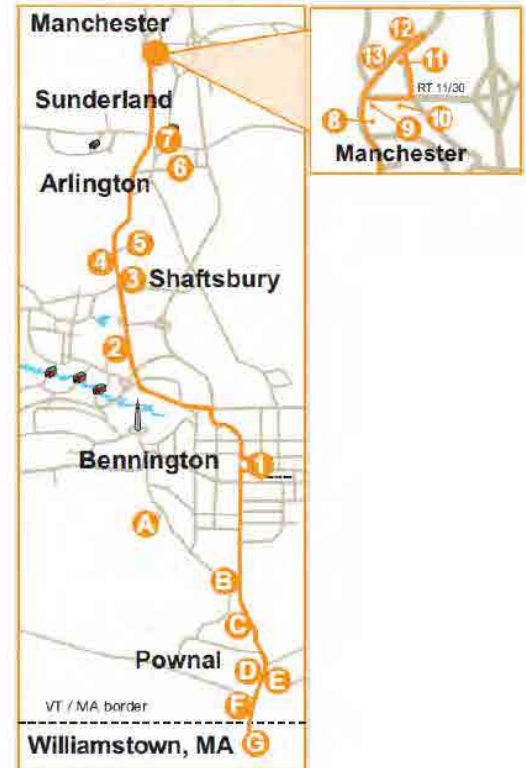 Manchester
12
13
11
RT 11/30
8
9
10
Manchester
Sunderland
7
6
Arlington
5
4
3
Shaftsbury
2
Bennington
1
A
B
C
Pownal
D
E
VT / MA border
F
Williamstown, MA
G